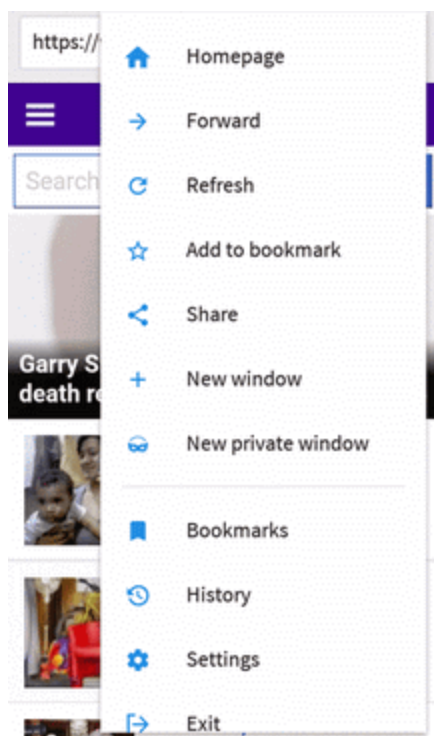 https://
Homepage
Forward
Search
Refresh
Add to bookmark
Share
Garry S
death re
New window
New private window
Bookmarks
History
Settings
Exit